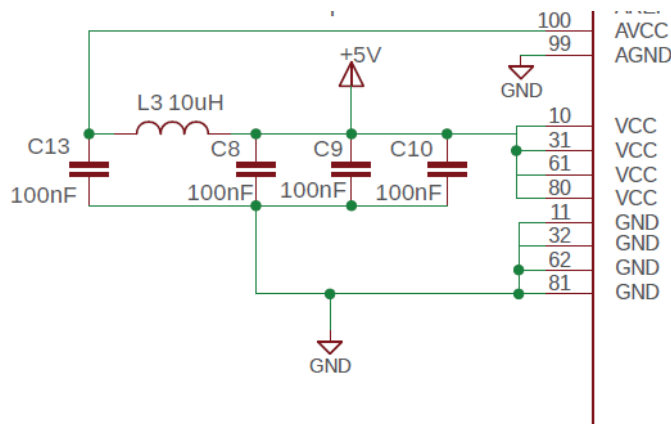 100 AVCC
99 AGND
+5V
GND
L3 10uH
10 VCC
C13 C8 C9 C10
31 VCC
61 VCC
100nF 100nF 100nF 100nF
80 VCC
11 GND
32 GND
62 GND
81 GND
GND